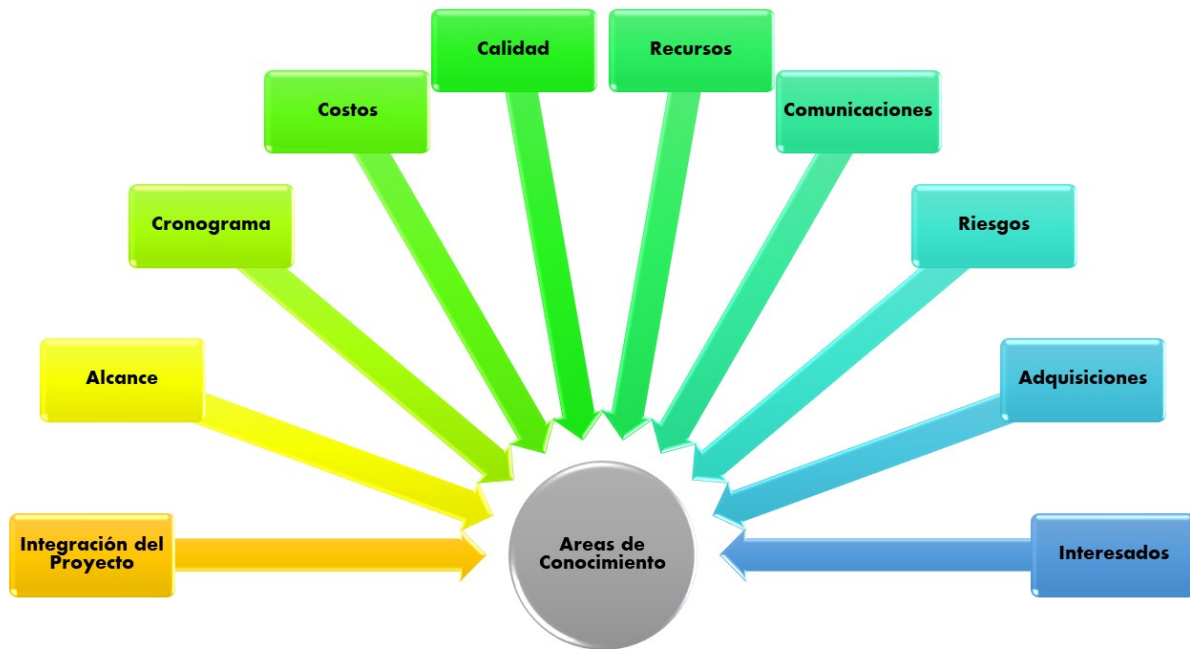 Calidad
Recursos
Costos
Comunicaciones
Cronograma
Riesgos
Alcance
Adquisiciones
Integración del
Proyecto
Areas de
Conocimiento
Interesados